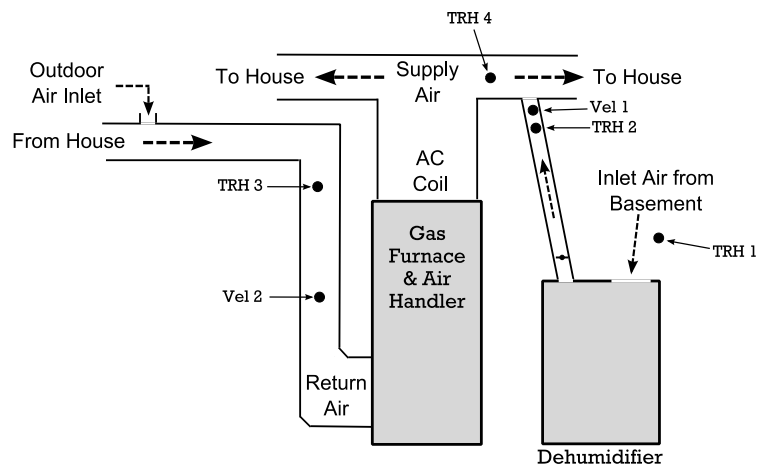 TRH 4
Outdoor
Air Inlet
To House
Supply
Air
To House
Vel 1
TRH 2
From House
AC
Coil
TRH 3
Inlet Air from
Basement
TRH 1
Gas
Furnace
& Air
Handler
Vel 2
Return
Air
Dehumidifier